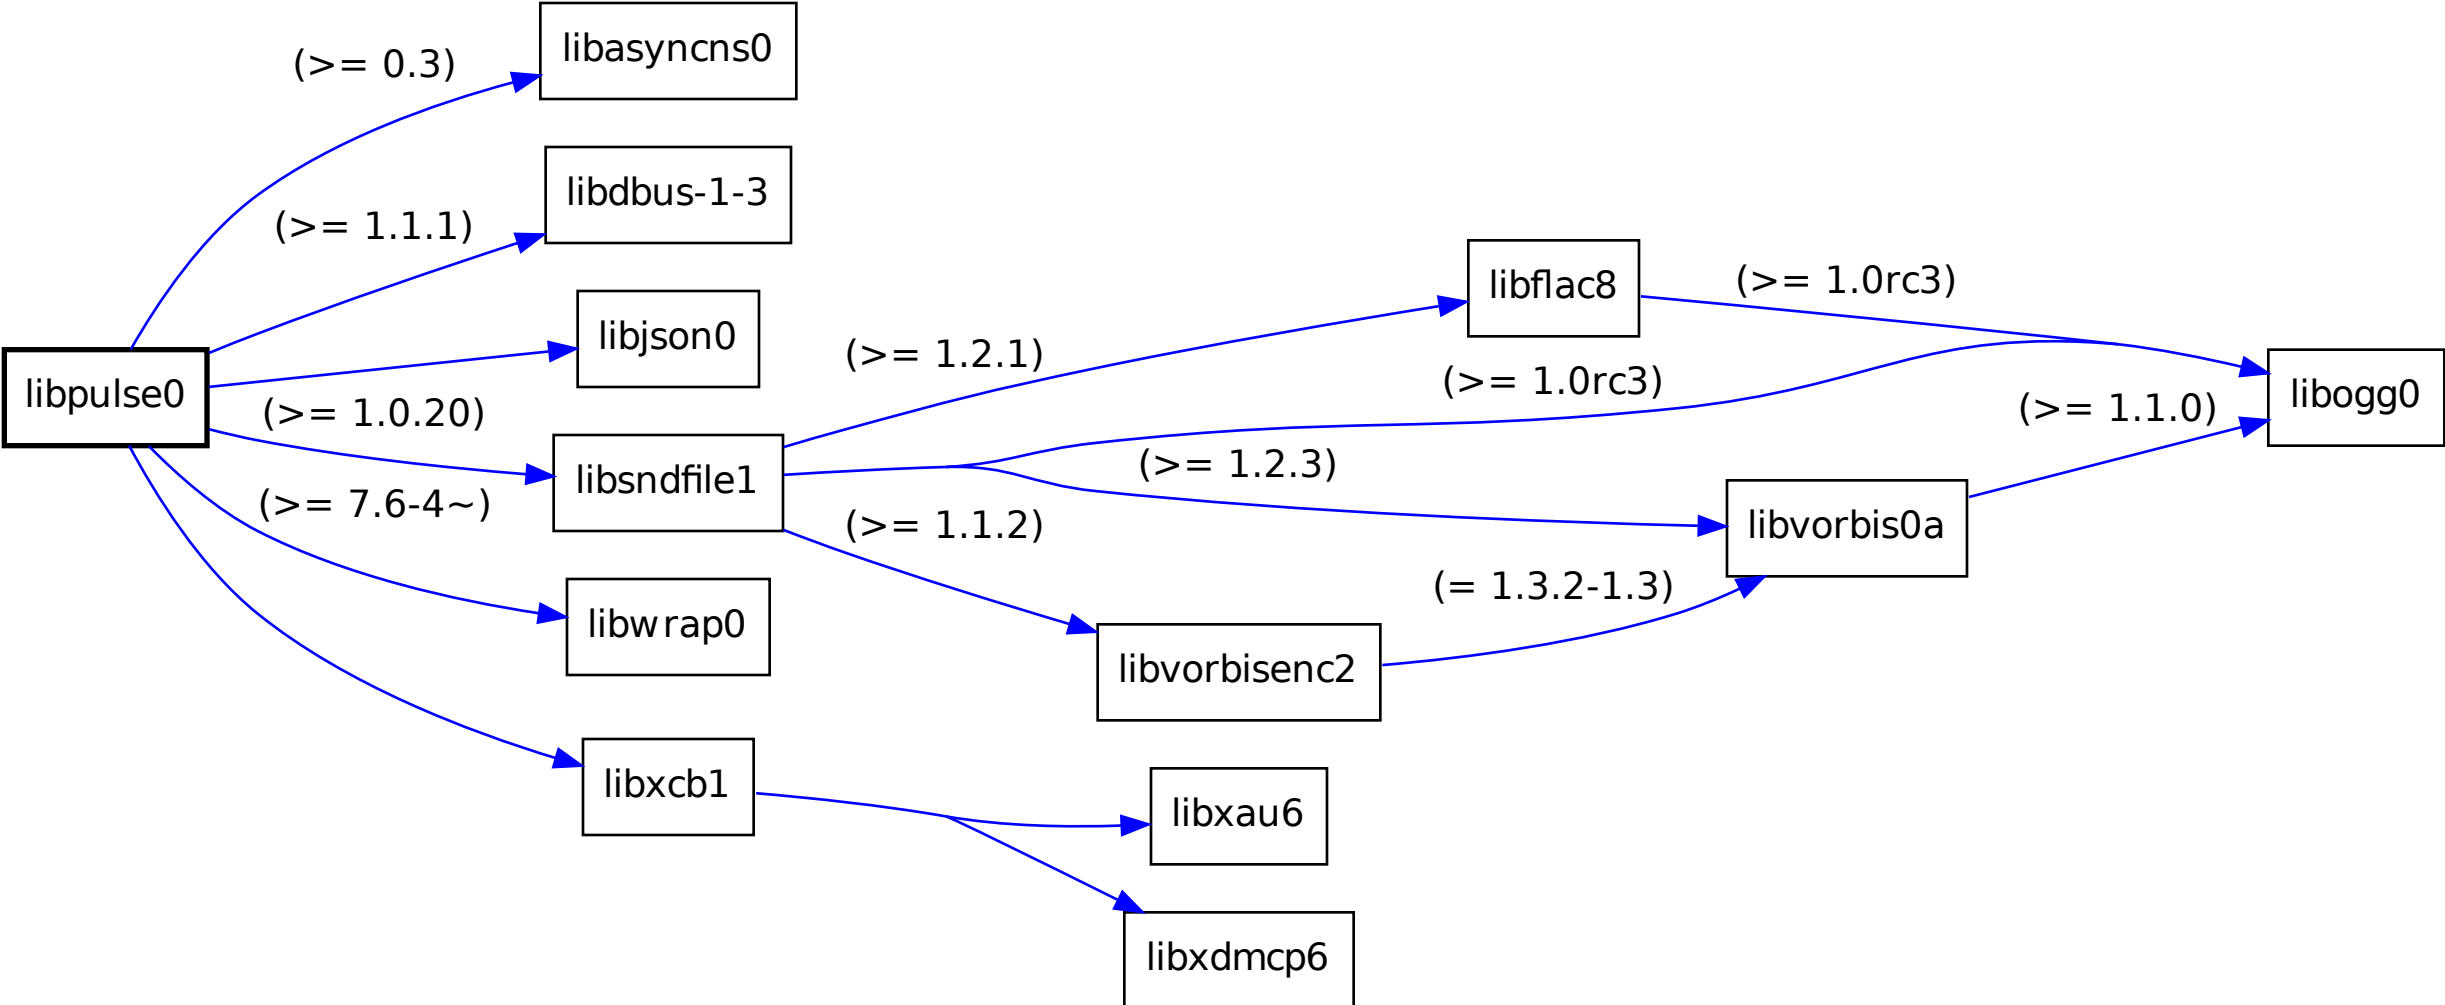 libasyncns0
(>= 0.3)
libdbus-1-3
(>= 1.1.1)
libjson0
libpulse0
(>= 1.0.20)
libsndfile1
(>= 7.6-4~)
libwrap0
libxcb1
(>= 1.2.1)
libflac8
(>= 1.0rc3)
(>= 1.0rc3)
libogg0
(>= 1.2.3)
(>= 1.1.0)
libvorbis0a
(>= 1.1.2)
(= 1.3.2-1.3)
libvorbisenc2
libxau6
libxdmcp6